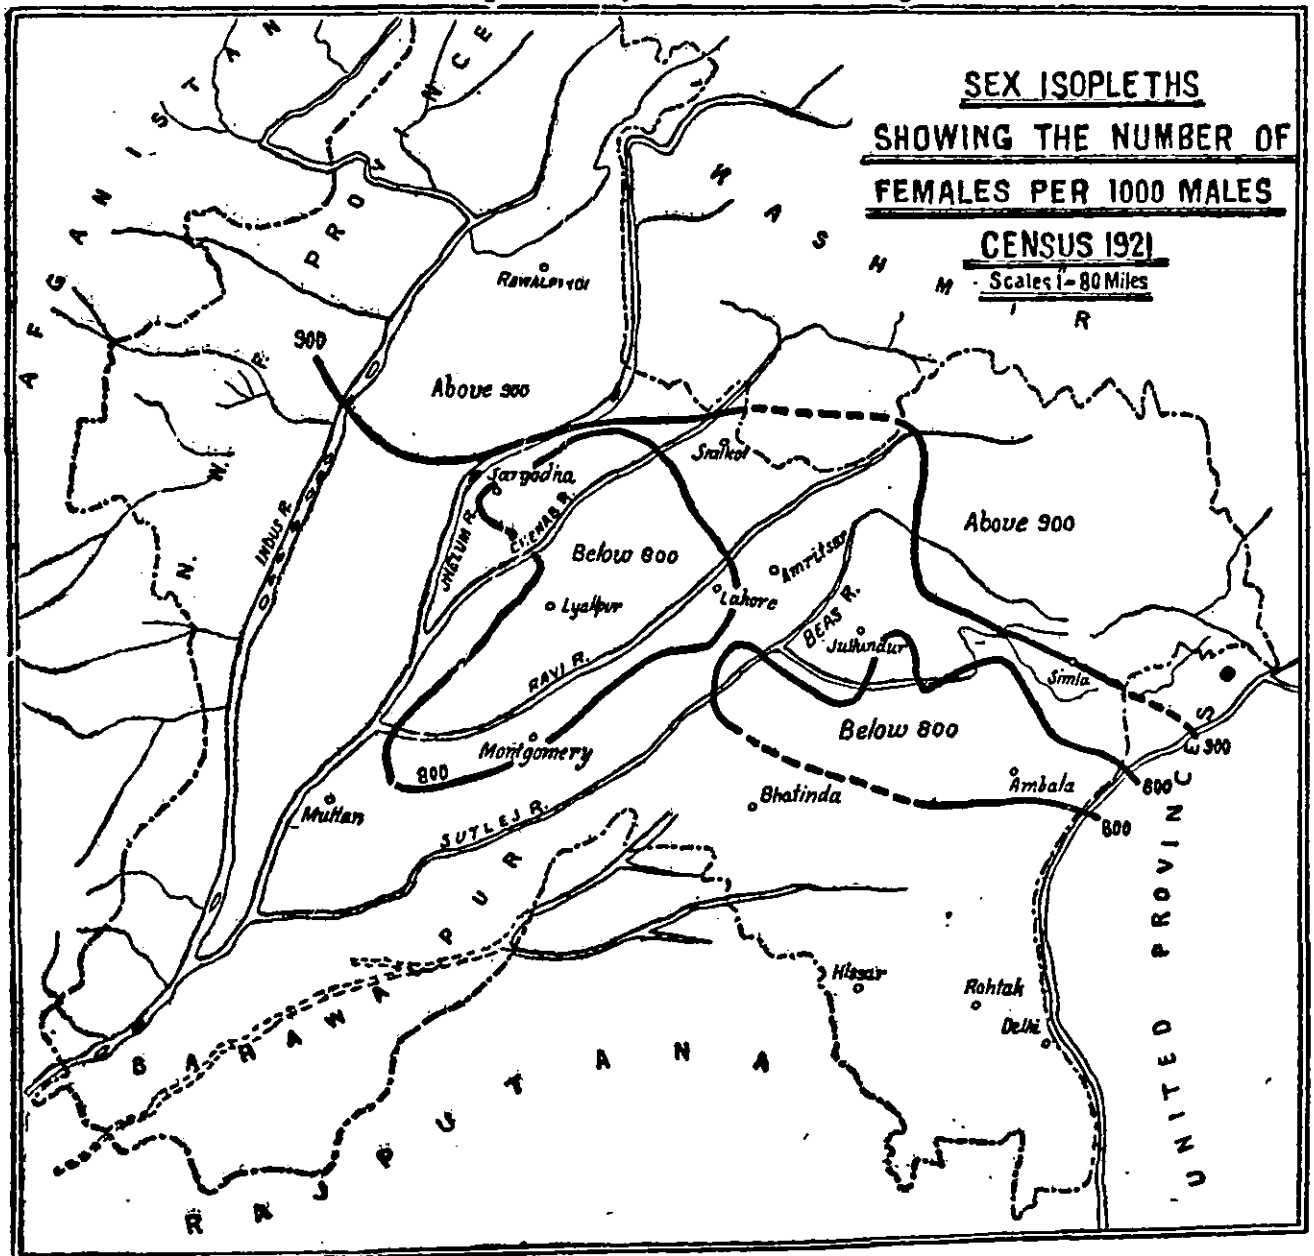 SEX ISOPLETHS
SHOWING THE NUMBER OF
FEMALES PER 1000 MALES
CENSUS 1921
Scales 1"-80 Miles
AFGANISTAN
N. W. F. PROVINCE
KASHMIR
RAWALPINDI
900
Above 900
Sargodha
Sialkot
INDUS R.
JHELUM R.
CHENAB R.
Below 800
Above 900
Amritsar
Lyallpur
Lahore
BEAS R.
Jullundur
RAVI R.
Simla
Below 800
900
Montgomery
800
800
Ambala
Bhatinda
Multan
800
SUTLEJ R.
BAHAWAPUR
Hissar
Rohtak
Delhi
RAJPUTANA
UNITED PROVINCES